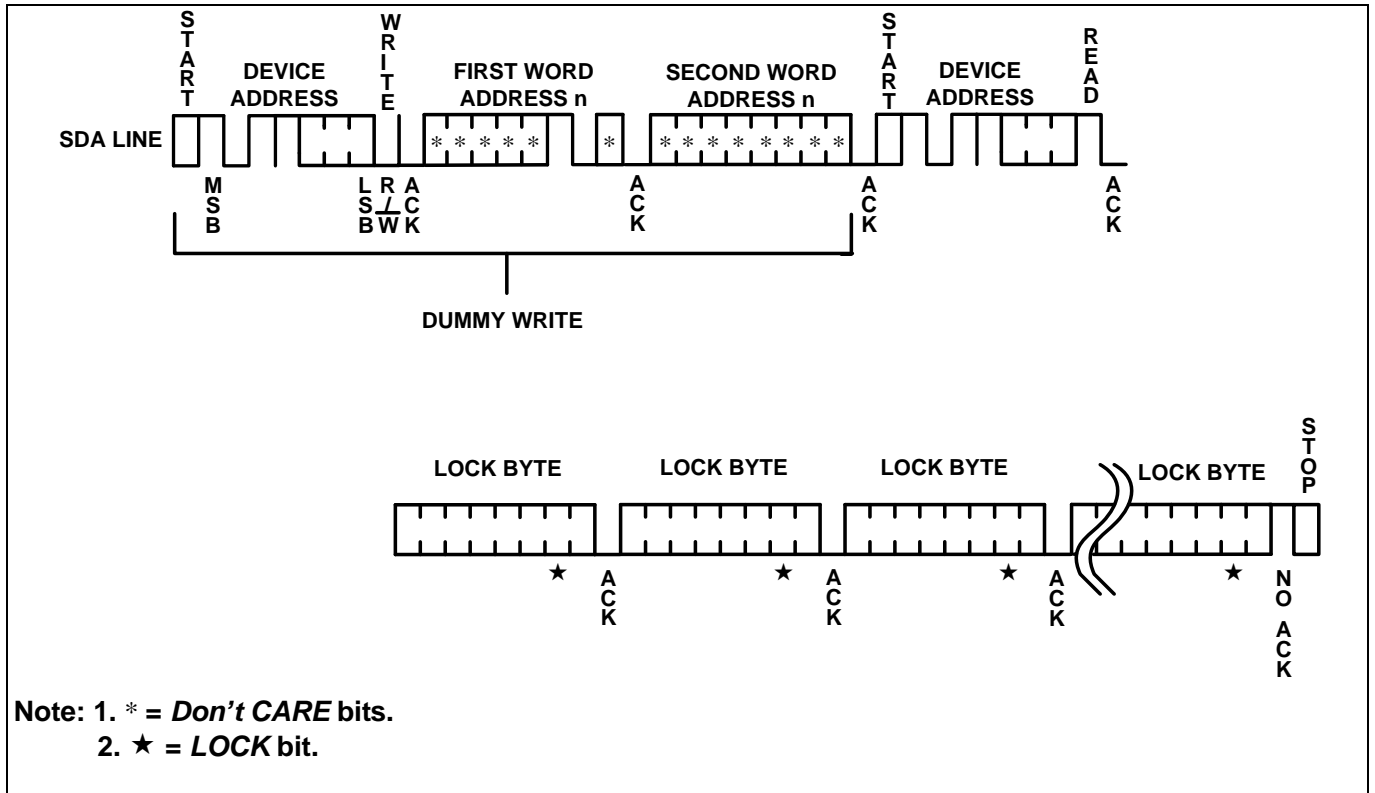 START
WRITE
START
READ
DEVICE ADDRESS
FIRST WORD ADDRESS n
SECOND WORD ADDRESS n
DEVICE ADDRESS
SDA LINE
* * * * * *
* * * * * * * *
MSB
LSB
R/W
ACK
ACK
ACK
ACK
DUMMY WRITE
STOP
LOCK BYTE
LOCK BYTE
LOCK BYTE
LOCK BYTE
★ ★ ★ ★
ACK
ACK
ACK
NO ACK
Note: 1. * = Don't CARE bits.
2. ★ = LOCK bit.